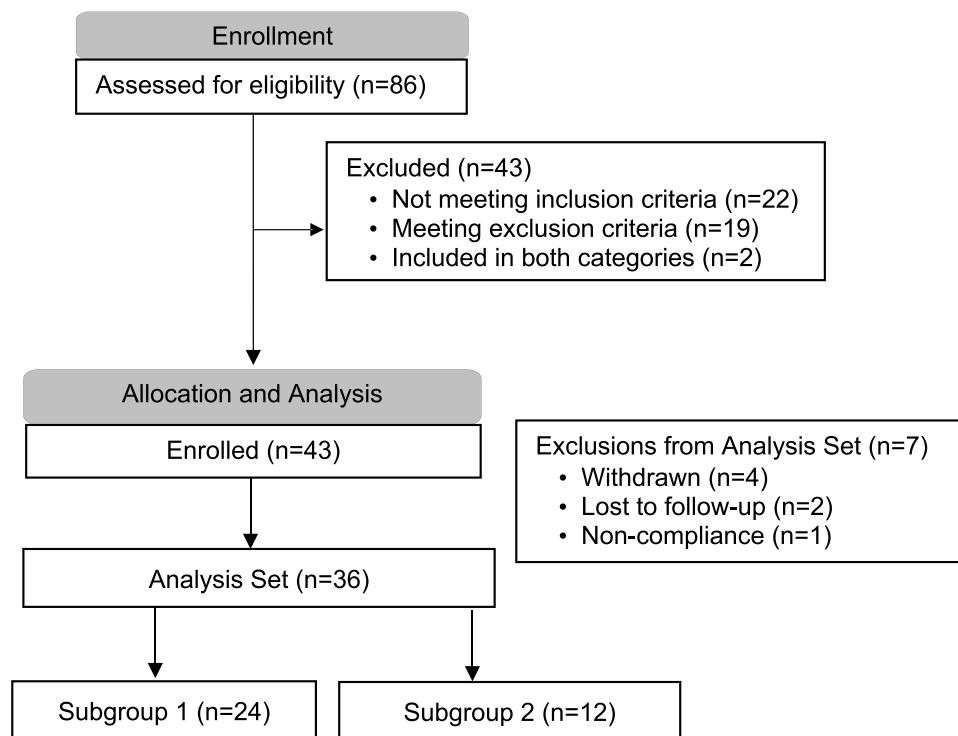 Enrollment
Assessed for eligibility (n=86)
Excluded (n=43)
• Not meeting inclusion criteria (n=22)
• Meeting exclusion criteria (n=19)
• Included in both categories (n=2)
Allocation and Analysis
Enrolled (n=43)
Exclusions from Analysis Set (n=7)
• Withdrawn (n=4)
• Lost to follow-up (n=2)
• Non-compliance (n=1)
Analysis Set (n=36)
Subgroup 1 (n=24)
Subgroup 2 (n=12)